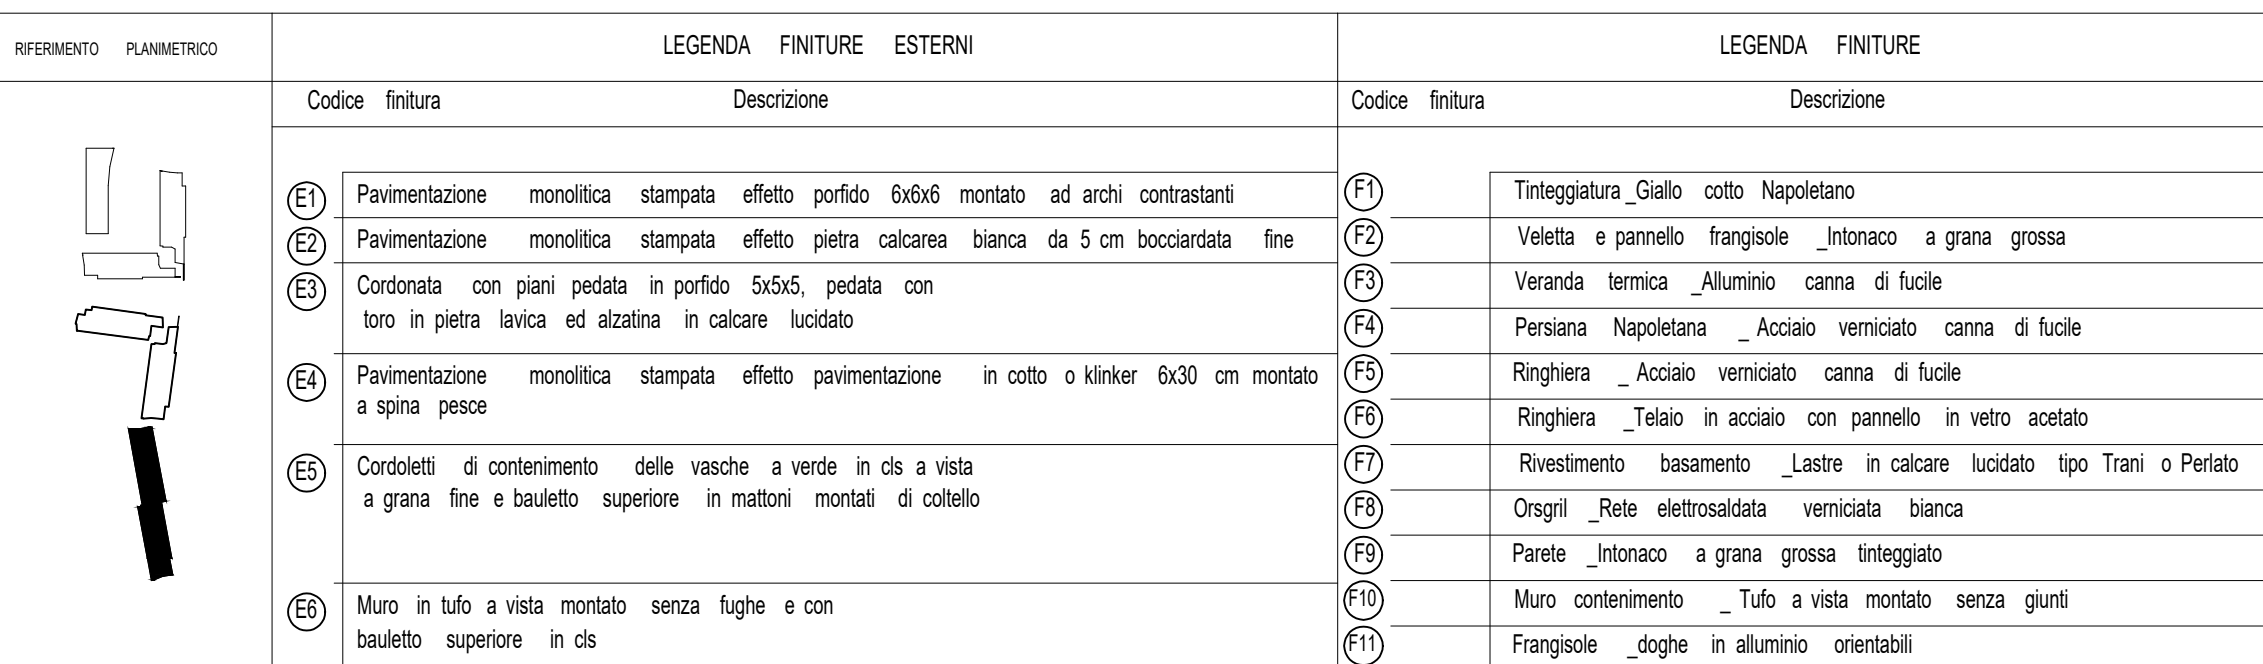 RIFERIMENTO PLANIMETRICO
LEGENDA FINITURE ESTERNI
Codice finitura Descrizione
E1 Pavimentazione monolitica stampata effetto porfido 6x6x6 montato ad archi contrastanti
E2 Pavimentazione monolitica stampata effetto pietra calcarea bianca da 5 cm bocciardata fine
E3 Cordonata con piani pedata in porfido 5x5x5, pedata con
toro in pietra lavica ed alzatina in calcare lucidato
E4 Pavimentazione monolitica stampata effetto pavimentazione in cotto o klinker 6x30 cm montato
a spina pesce
E5 Cordoletti di contenimento delle vasche a verde in cls a vista
a grana fine e bauletto superiore in mattoni montati di coltello
E6 Muro in tufo a vista montato senza fughe e con
bauletto superiore in cls
LEGENDA FINITURE
Codice finitura Descrizione
F1 Tinteggiatura _Giallo cotto Napoletano
F2 Veletta e pannello frangisole _Intonaco a grana grossa
F3 Veranda termica _Alluminio canna di fucile
F4 Persiana Napoletana _ Acciaio verniciato canna di fucile
F5 Ringhiera _ Acciaio verniciato canna di fucile
F6 Ringhiera _Telaio in acciaio con pannello in vetro acetato
F7 Rivestimento basamento _Lastre in calcare lucidato tipo Trani o Perlato
F8 Orsgril _Rete elettrosaldata verniciata bianca
F9 Parete _Intonaco a grana grossa tinteggiato
F10 Muro contenimento _ Tufo a vista montato senza giunti
F11 Frangisole _doghe in alluminio orientabili